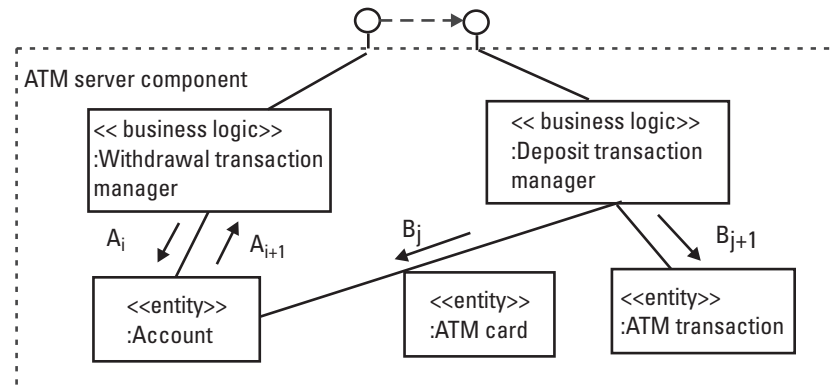 ATM server component
<< business logic>>
:Withdrawal transaction
manager
<< business logic>>
:Deposit transaction
manager
Ai
Ai+1
Bj
Bj+1
<<entity>>
:Account
<<entity>>
:ATM card
<<entity>>
:ATM transaction